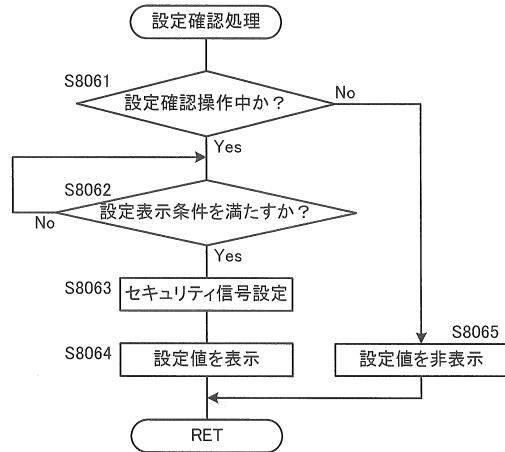 設定確認処理
S8061
設定確認操作中か？
No
Yes
S8062
設定表示条件を満たすか？
No
Yes
S8063
セキュリティ信号設定
S8065
S8064
設定値を表示
設定値を非表示
RET